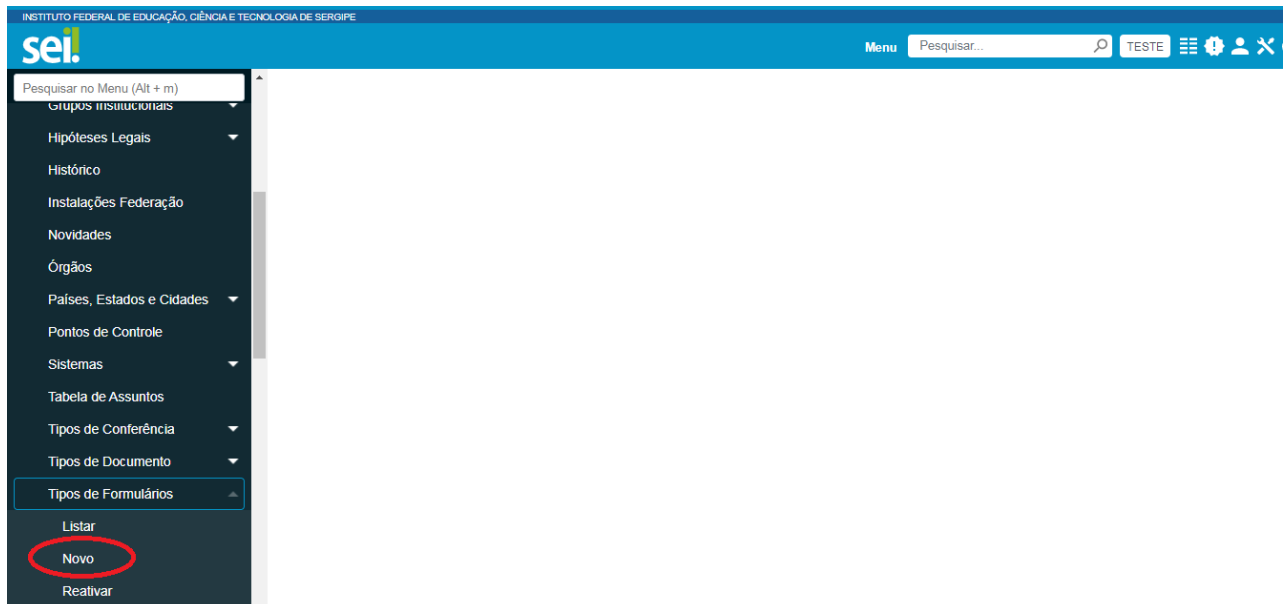 INSTITUTO FEDERAL DE EDUCAÇÃO, CIÊNCIA E TECNOLOGIA DE SERGIPE
sei!
Menu
Pesquisar...
TESTE
Pesquisar no Menu (Alt + m)
Grupos Institucionais
Hipóteses Legais
Histórico
Instalações Federação
Novidades
Órgãos
Países, Estados e Cidades
Pontos de Controle
Sistemas
Tabela de Assuntos
Tipos de Conferência
Tipos de Documento
Tipos de Formulários
Listar
Novo
Reativar